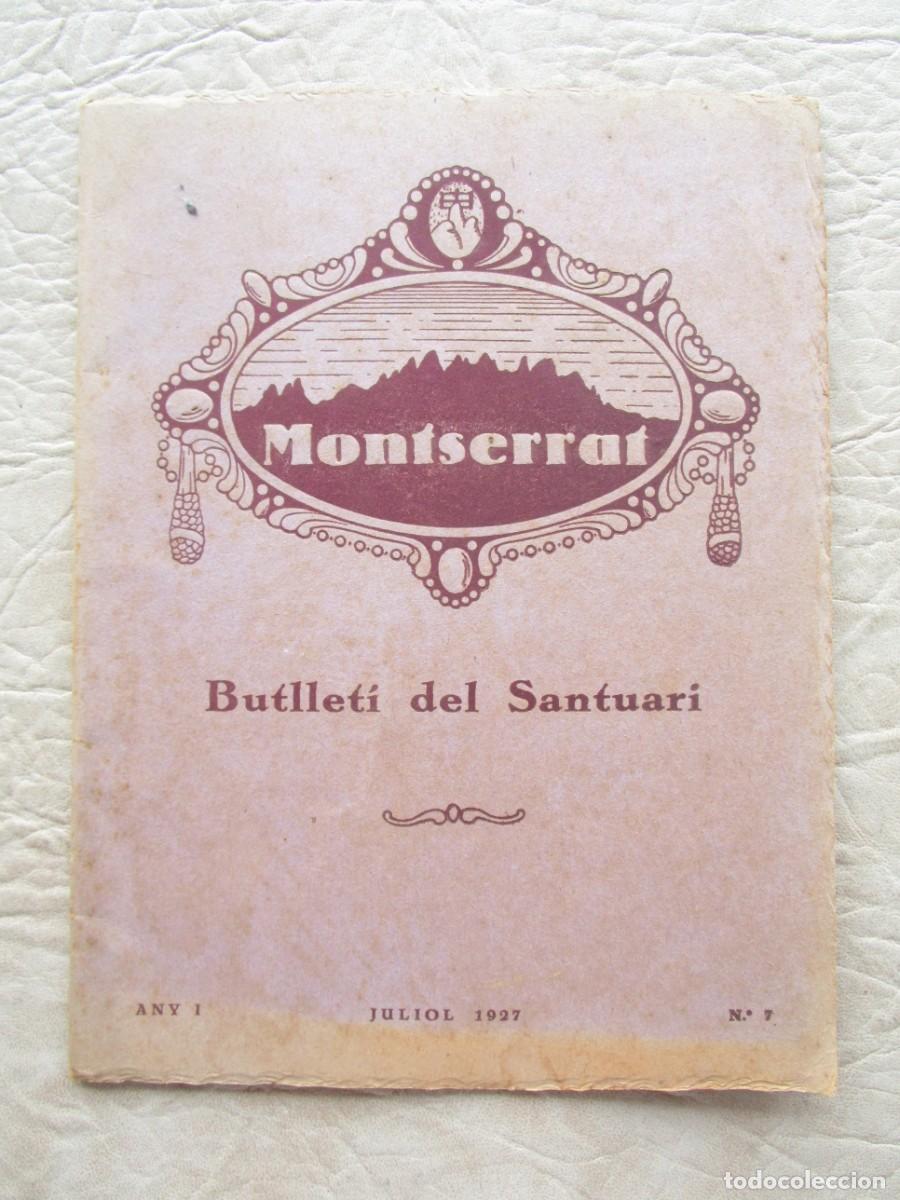 Montserrat
Butlletí del Santuari
ANY I JULIOL 1927 N.º 7
todocoleccion